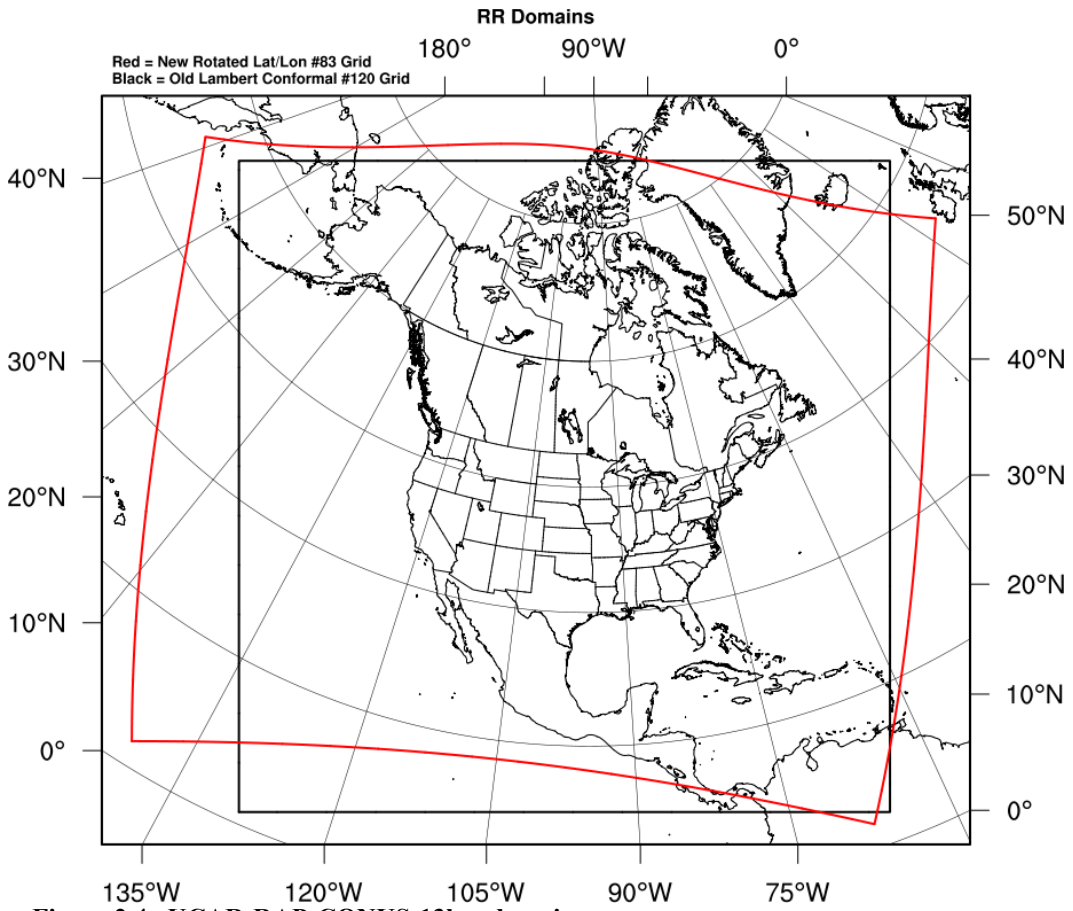 RR Domains
180° 90°W 0°
Red = New Rotated Lat/Lon #83 Grid
Black = Old Lambert Conformal #120 Grid
40°N
50°N
30°N
40°N
20°N
30°N
10°N
20°N
0°
10°N
0°
135°W 120°W 105°W 90°W 75°W